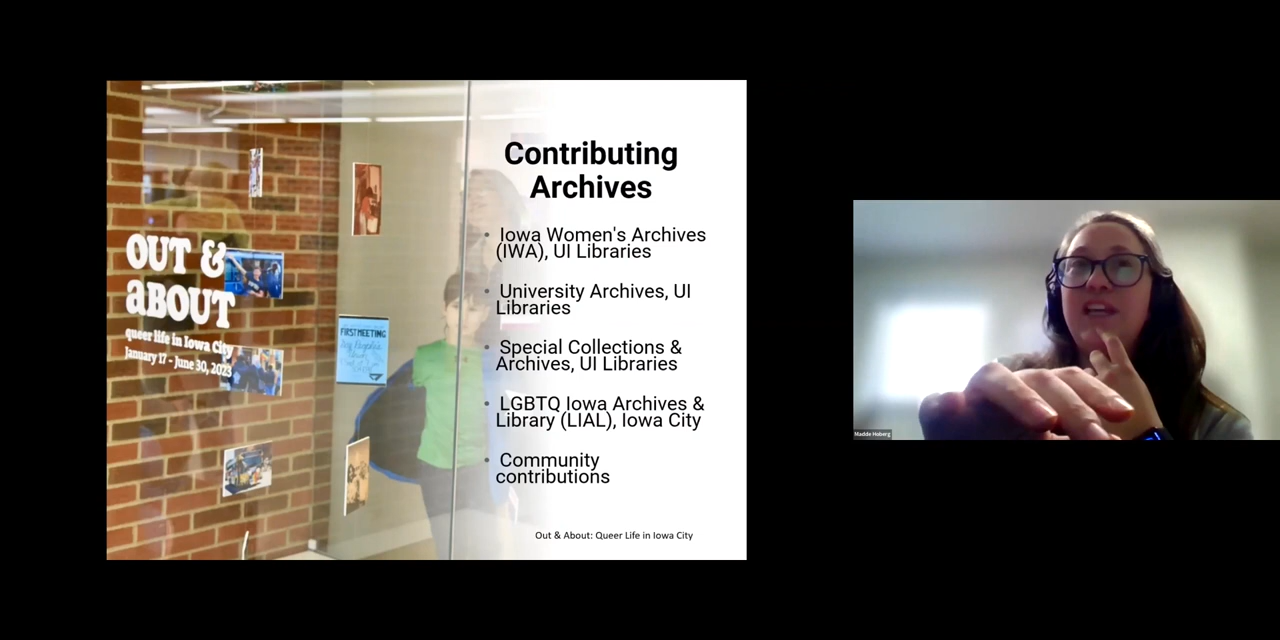 OUT &
aBOUT
queer life in Iowa City
January 17 - June 30, 2023
FIRST MEETING
Contributing
Archives
• Iowa Women's Archives
(IWA), UI Libraries
• University Archives, UI
Libraries
• Special Collections &
Archives, UI Libraries
• LGBTQ Iowa Archives &
Library (LIAL), Iowa City
• Community
contributions
Out & About: Queer Life in Iowa City
Madde Hoberg